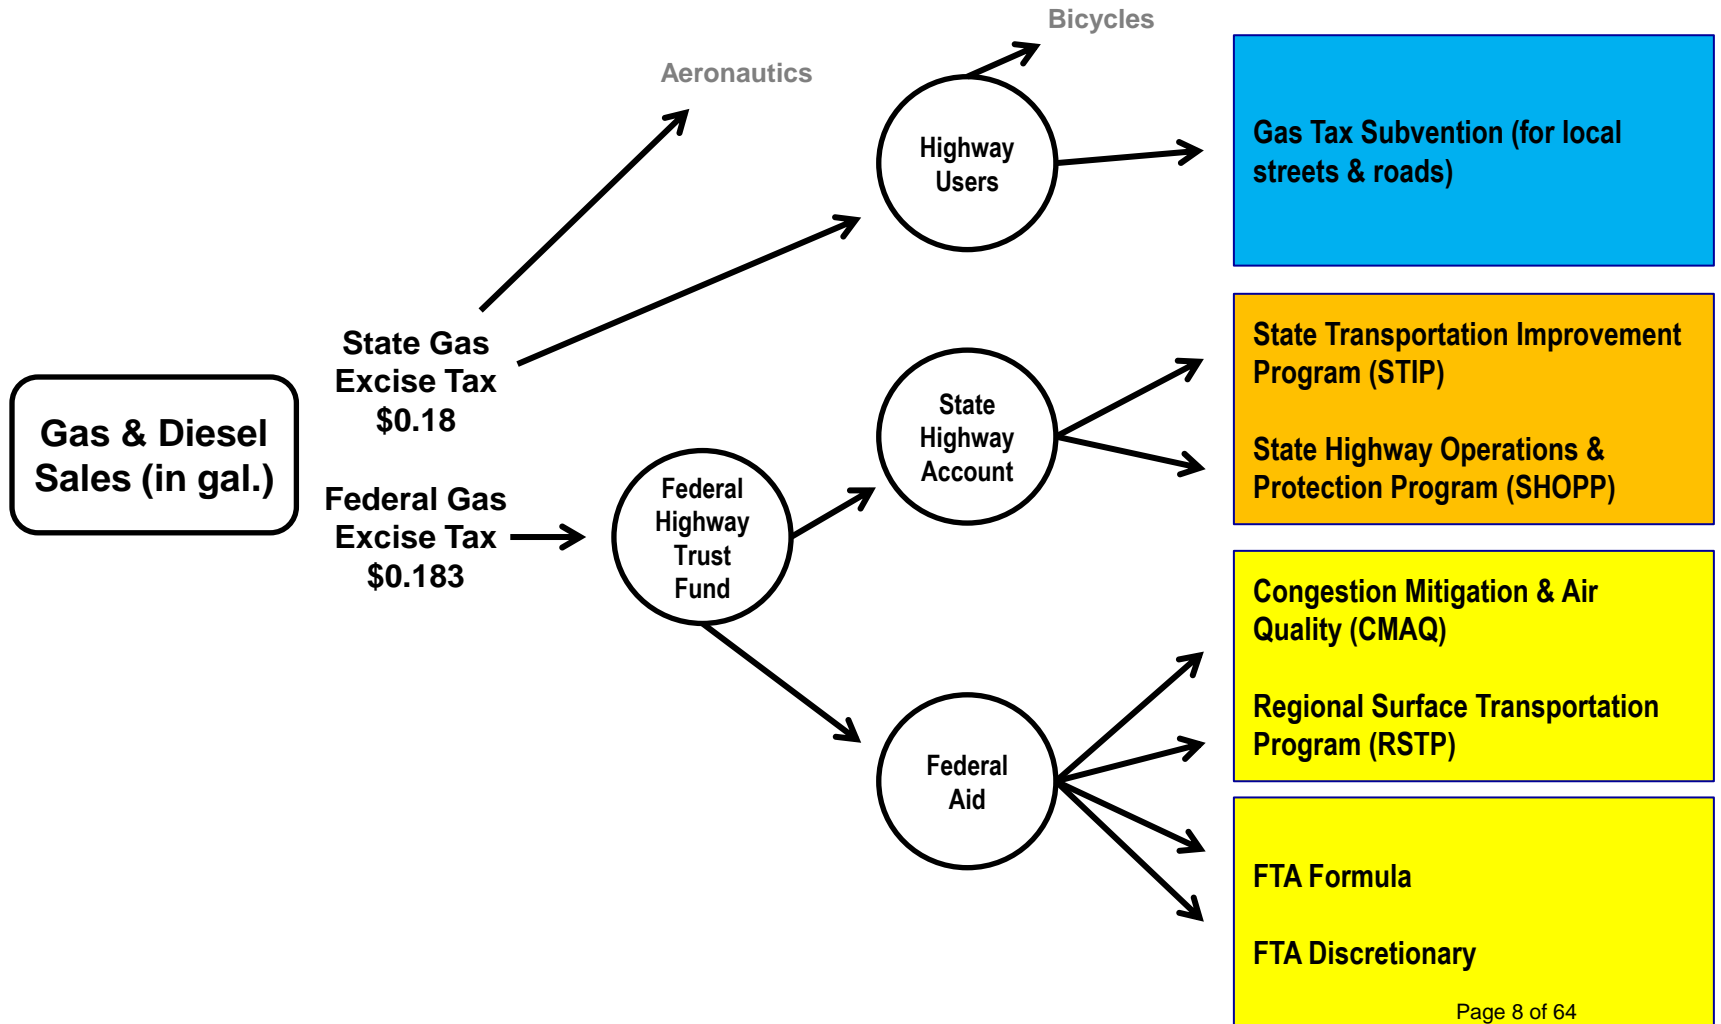 Bicycles
Aeronautics
Highway
Users
Gas Tax Subvention (for local
streets & roads)
State Gas
Excise Tax
$0.18
Gas & Diesel
Sales (in gal.)
Federal Gas
Excise Tax
$0.183
Federal
Highway
Trust
Fund
State
Highway
Account
State Transportation Improvement
Program (STIP)
State Highway Operations &
Protection Program (SHOPP)
Federal
Aid
Congestion Mitigation & Air
Quality (CMAQ)
Regional Surface Transportation
Program (RSTP)
FTA Formula
FTA Discretionary
Page 8 of 64